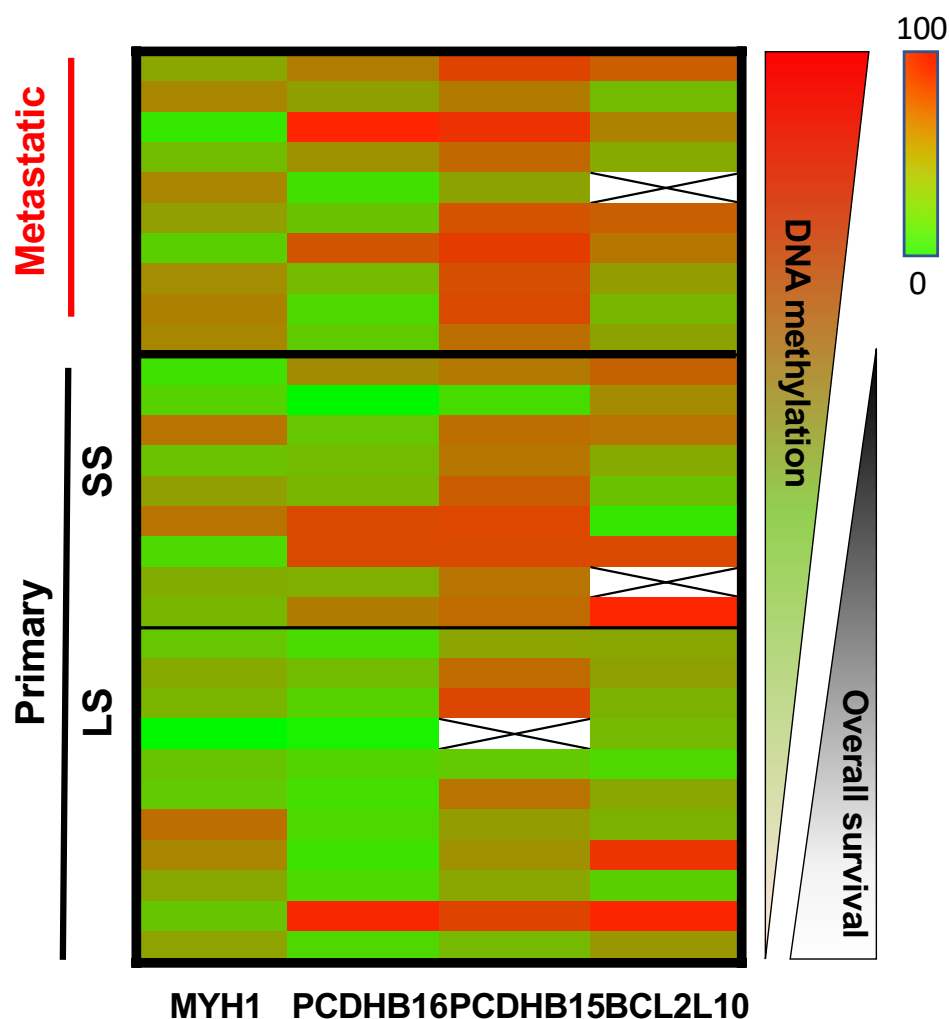 100
0
Metastatic
Primary
SS
LS
DNA methylation
Overall survival
MYH1 PCDHB16 PCDHB15 BCL2L10